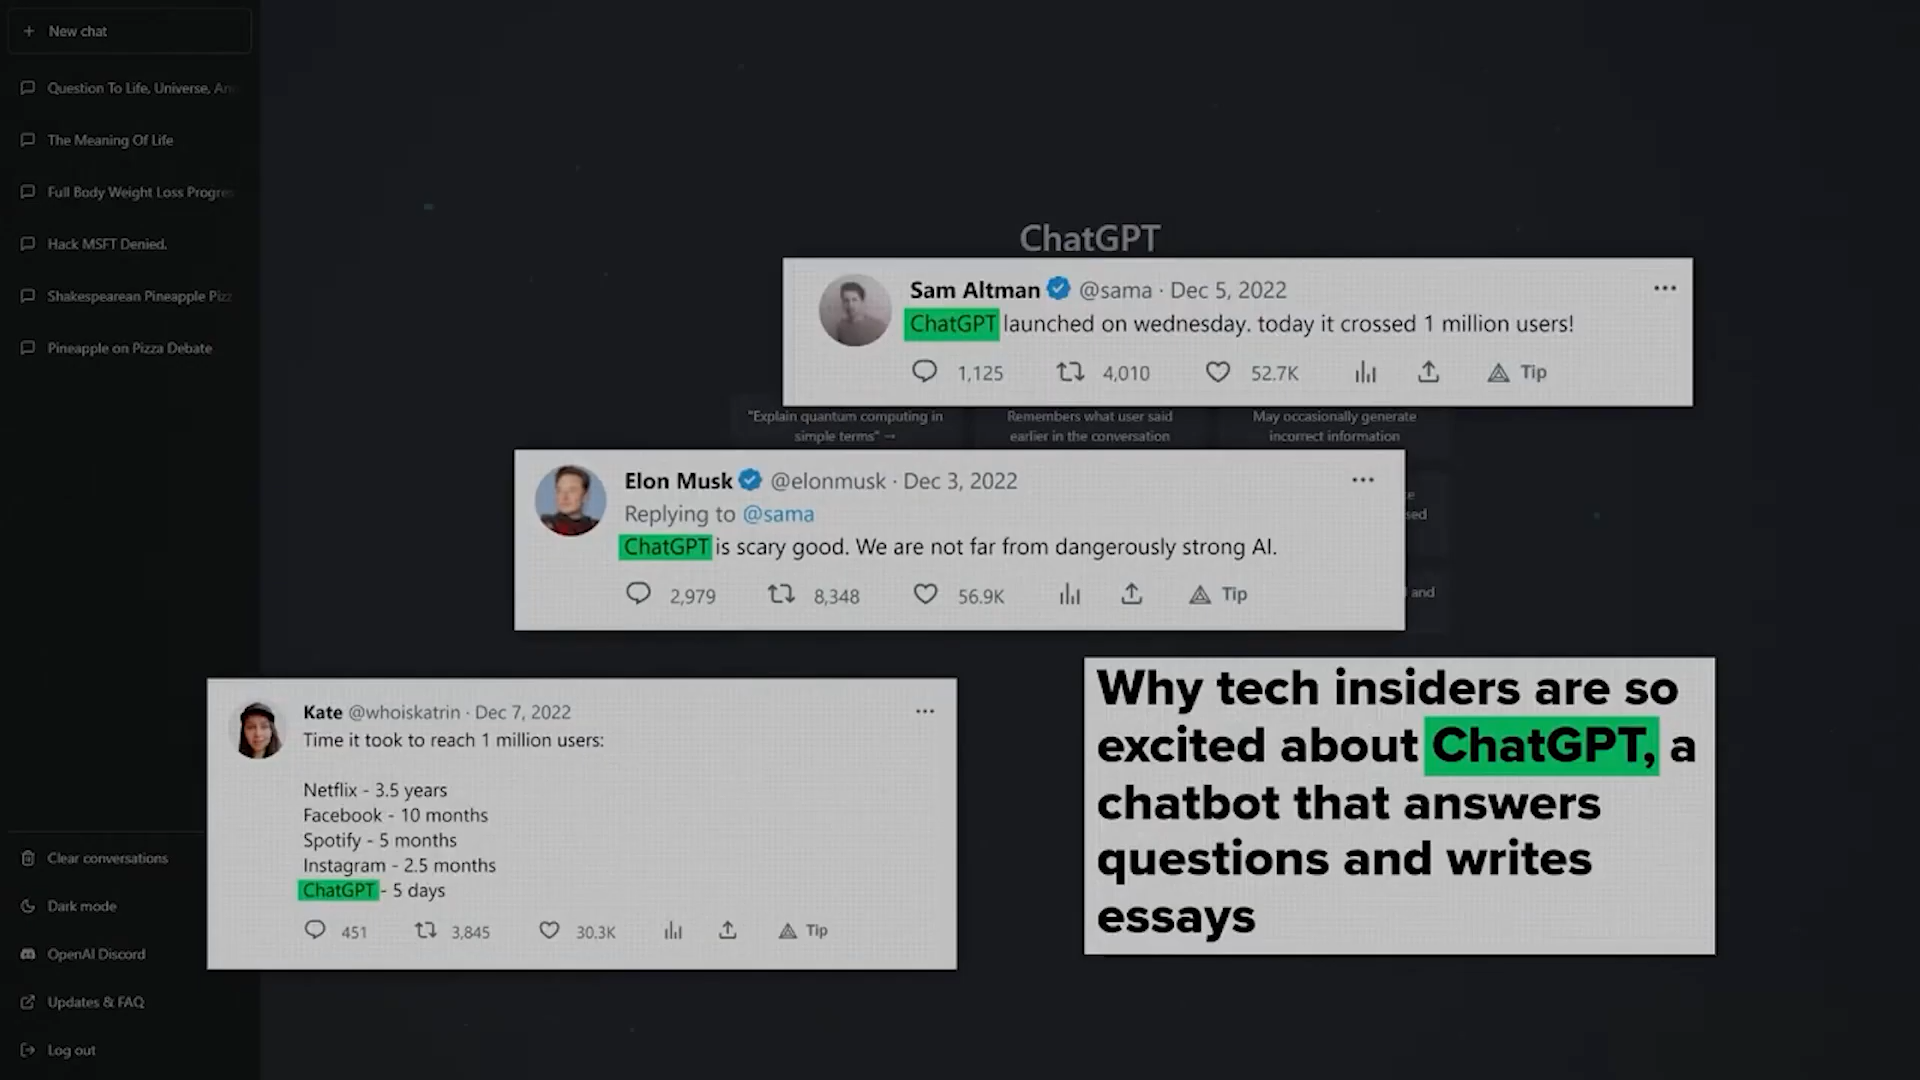 New chat
Question To Life, Universe, An
The Meaning Of Life
Full Body Weight Loss Progre
Hack MSFT Denied.
Shakespearean Pineapple Pizz
Pineapple on Pizza Debate
Clear conversations
Dark mode
OpenAI Discord
Updates & FAQ
Log out
ChatGPT
Sam Altman @sama · Dec 5, 2022
ChatGPT launched on wednesday. today it crossed 1 million users!
1,125 4,010 52.7K Tip
"Explain quantum computing in
simple terms" →
Remembers what user said
earlier in the conversation
May occasionally generate
incorrect information
Elon Musk @elonmusk · Dec 3, 2022
Replying to @sama
ChatGPT is scary good. We are not far from dangerously strong AI.
2,979 8,348 56.9K Tip
and
Kate @whoiskatrin · Dec 7, 2022
Time it took to reach 1 million users:
Netflix - 3.5 years
Facebook - 10 months
Spotify - 5 months
Instagram - 2.5 months
ChatGPT - 5 days
451 3,845 30.3K Tip
Why tech insiders are so
excited about ChatGPT, a
chatbot that answers
questions and writes
essays